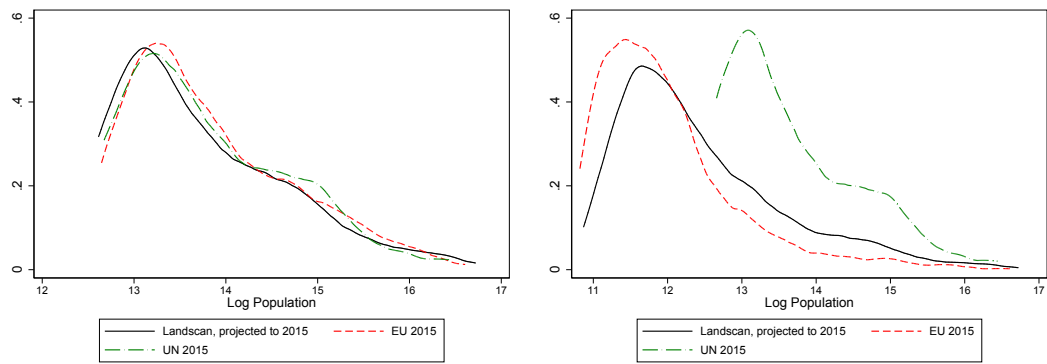 .6
.4
.2
0
12 13 14 15 16 17
Log Population
Landscan, projected to 2015 EU 2015
UN 2015
.6
.4
.2
0
11 12 13 14 15 16 17
Log Population
Landscan, projected to 2015 EU 2015
UN 2015